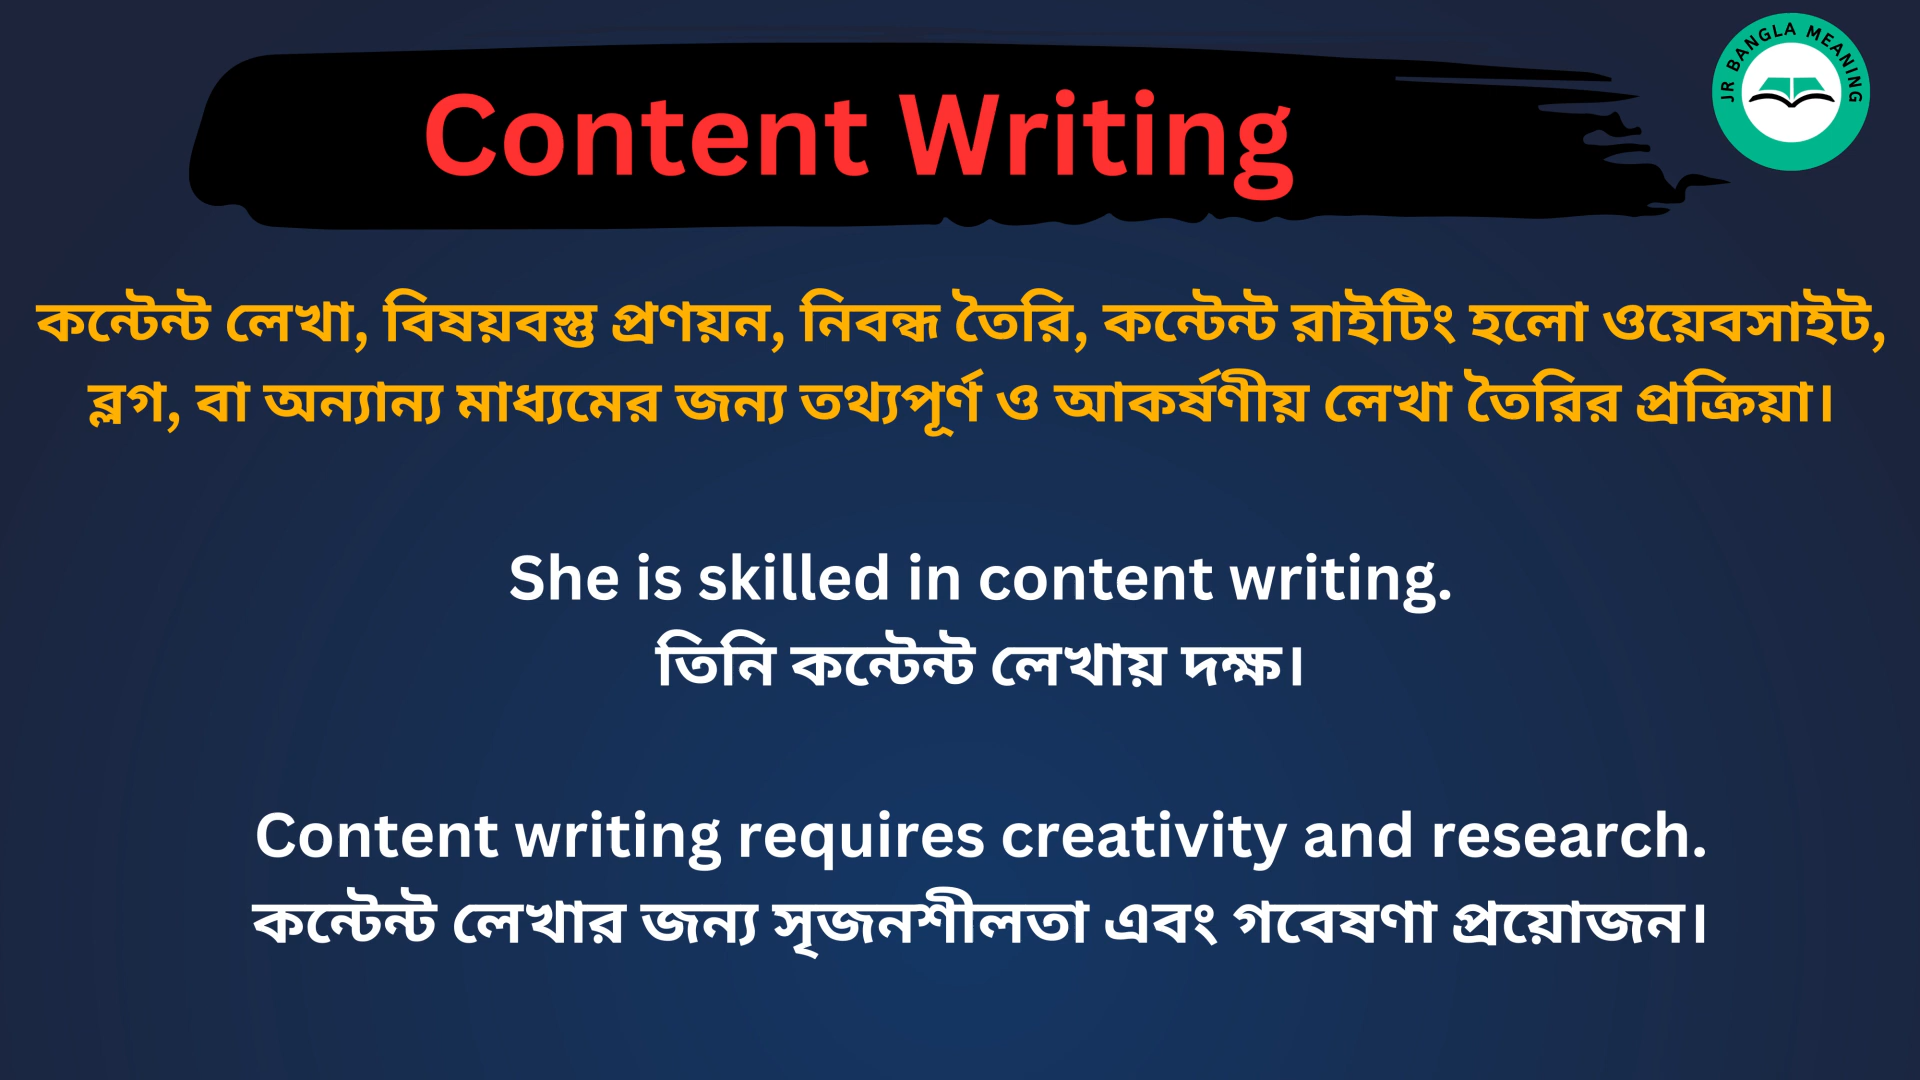 JR BANGLA MEANING
Content Writing
কন্টেন্ট লেখা, বিষয়বস্তু প্রণয়ন, নিবন্ধ তৈরি, কন্টেন্ট রাইটিং হলো ওয়েবসাইট,
ব্লগ, বা অন্যান্য মাধ্যমের জন্য তথ্যপূর্ণ ও আকর্ষণীয় লেখা তৈরির প্রক্রিয়া।
She is skilled in content writing.
তিনি কন্টেন্ট লেখায় দক্ষ।
Content writing requires creativity and research.
কন্টেন্ট লেখার জন্য সৃজনশীলতা এবং গবেষণা প্রয়োজন।